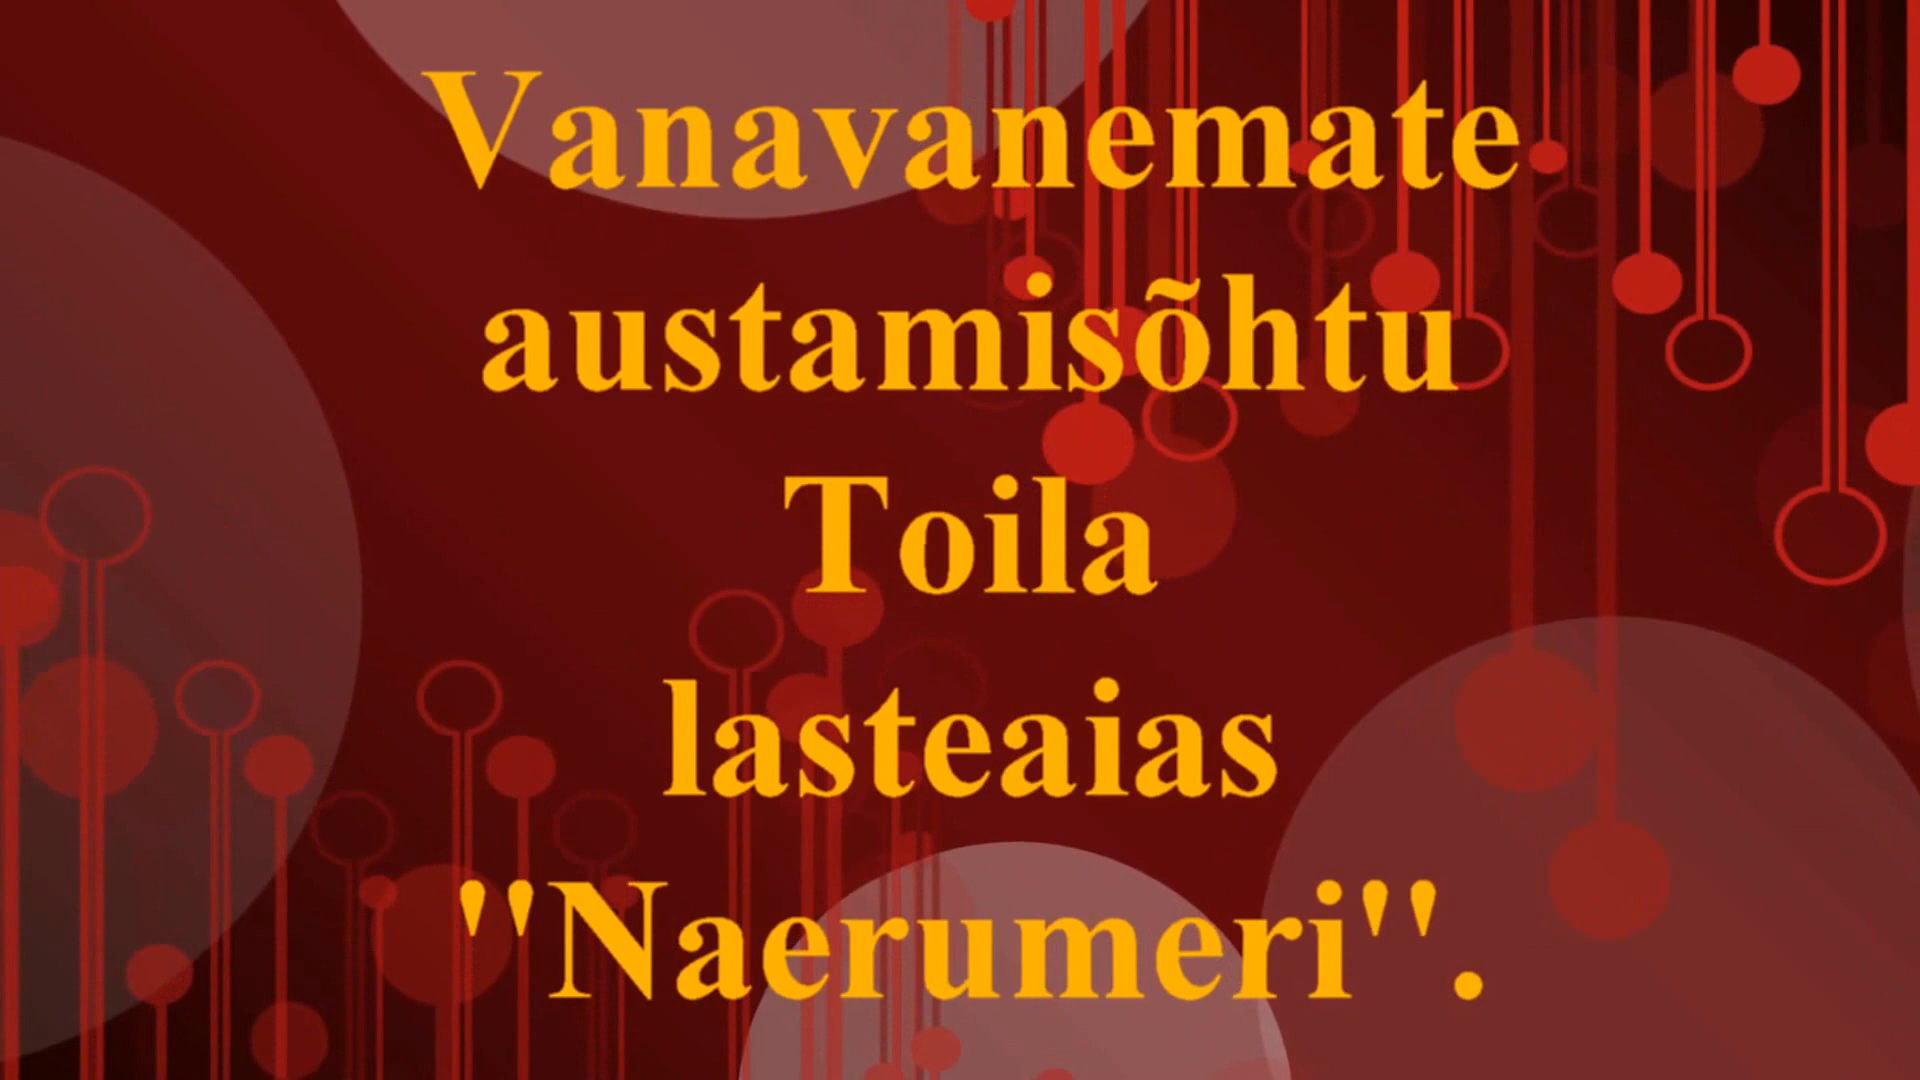 Vanavanemate
austamisõhtu
Toila
lasteaias
"Naerumeri".